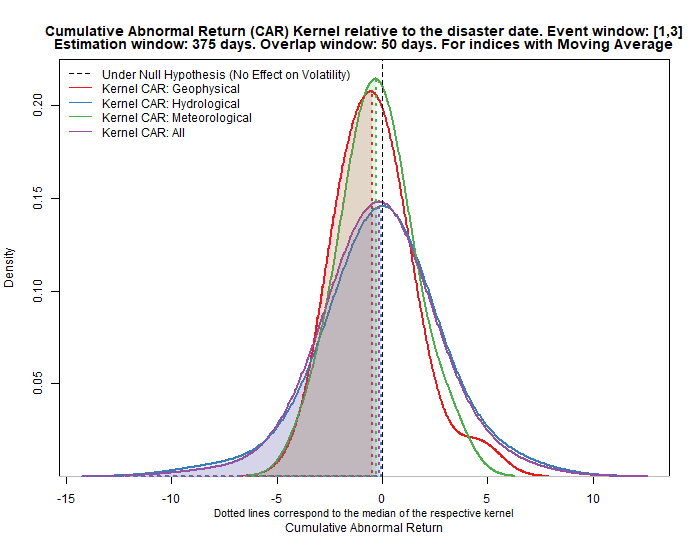 Cumulative Abnormal Return (CAR) Kernel relative to the disaster date. Event window: [1,3]
Estimation window: 375 days. Overlap window: 50 days. For indices with Moving Average
Under Null Hypothesis (No Effect on Volatility)
Kernel CAR: Geophysical
Kernel CAR: Hydrological
Kernel CAR: Meteorological
Kernel CAR: All
Density
0.20
0.15
0.10
0.05
-15 -10 -5 0 5 10
Dotted lines correspond to the median of the respective kernel
Cumulative Abnormal Return